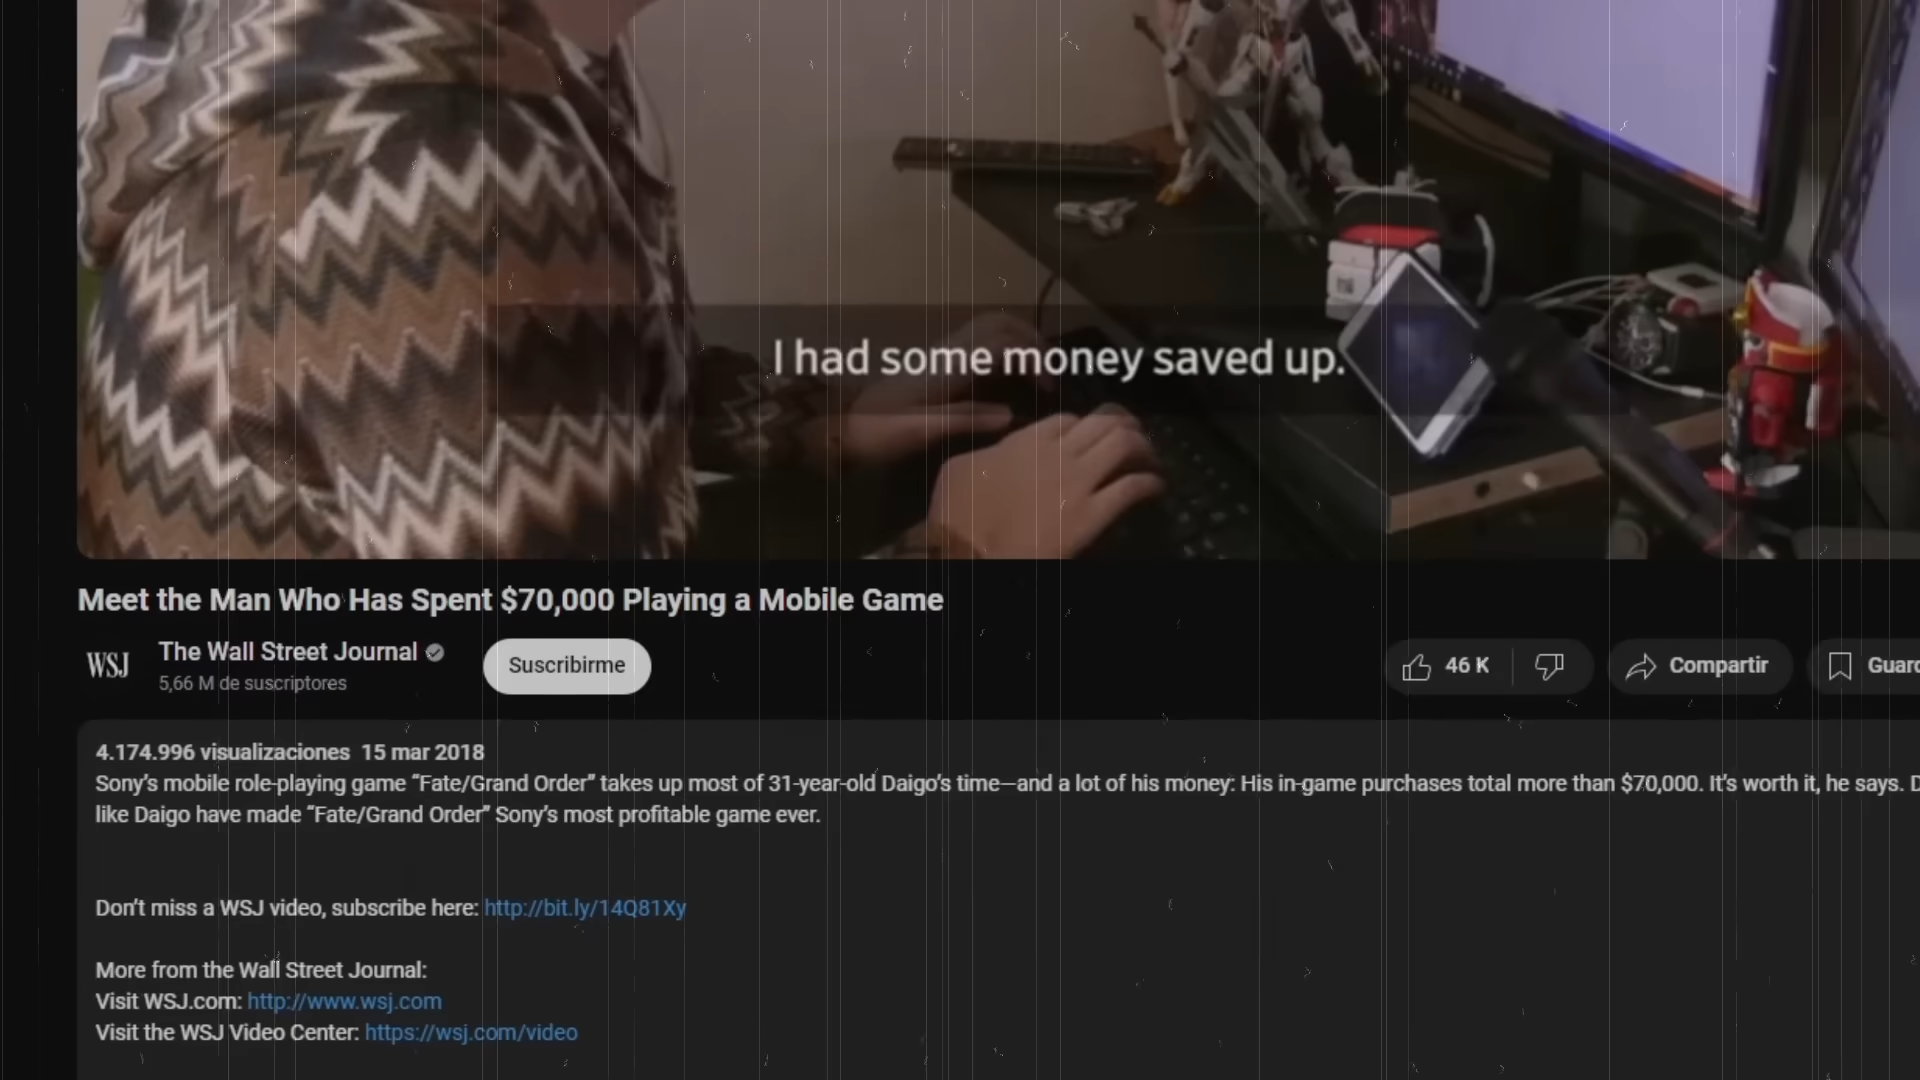 I had some money saved up.
Meet the Man Who Has Spent $70,000 Playing a Mobile Game
WSJ
The Wall Street Journal
5,66 M de suscriptores
Suscribirme
46 K
Compartir
4.174.996 visualizaciones 15 mar 2018
Sony's mobile role-playing game “Fate/Grand Order” takes up most of 31-year-old Daigo's time—and a lot of his money: His in-game purchases total more than $70,000. It's worth it, he says.
like Daigo have made “Fate/Grand Order” Sony's most profitable game ever.
Don't miss a WSJ video, subscribe here: http://bit.ly/14Q81Xy
More from the Wall Street Journal:
Visit WSJ.com: http://www.wsj.com
Visit the WSJ Video Center: https://wsj.com/video